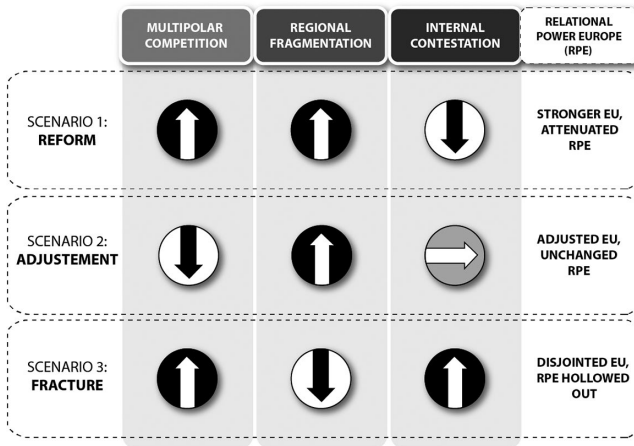 MULTIPOLAR
COMPETITION
REGIONAL
FRAGMENTATION
INTERNAL
CONTESTATION
RELATIONAL
POWER EUROPE
(RPE)
SCENARIO 1:
REFORM
STRONGER EU,
ATTENUATED
RPE
SCENARIO 2:
ADJUSTEMENT
ADJUSTED EU,
UNCHANGED
RPE
SCENARIO 3:
FRACTURE
DISJOINTED EU,
RPE HOLLOWED
OUT